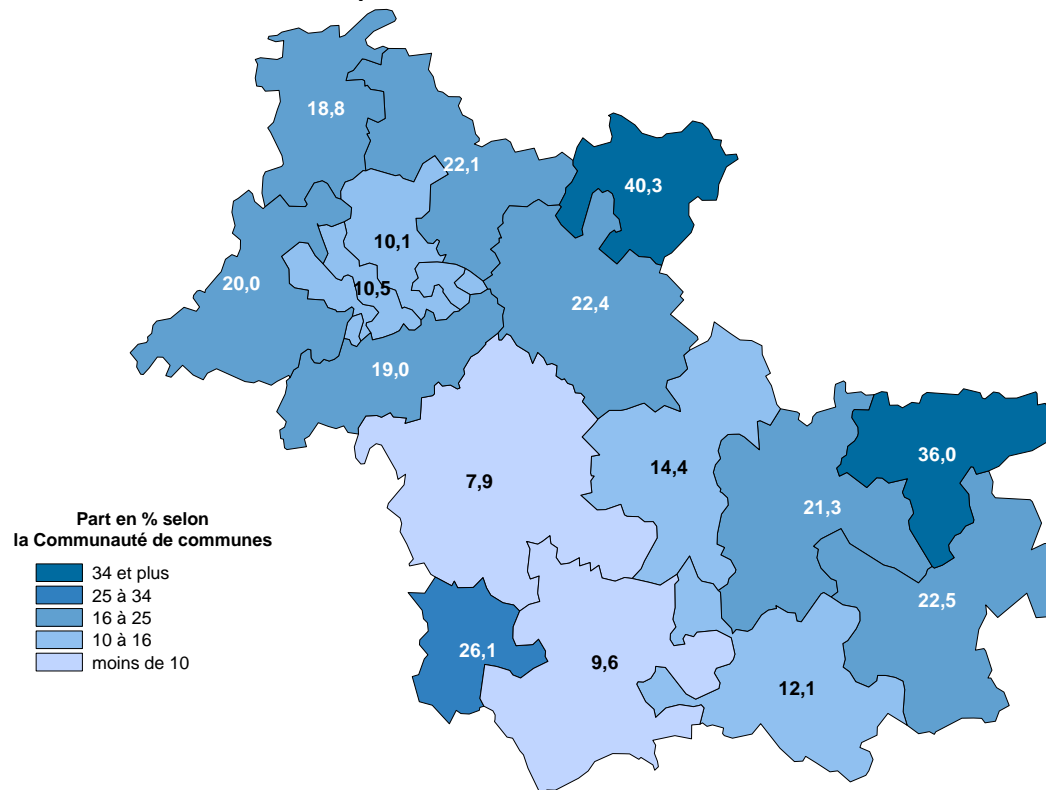 18,8
22,1
40,3
10,1
20,0
10,5
22,4
19,0
36,0
14,4
7,9
21,3
22,5
26,1
9,6
12,1
Part en % selon
la Communauté de communes
34 et plus
25 à 34
16 à 25
10 à 16
moins de 10